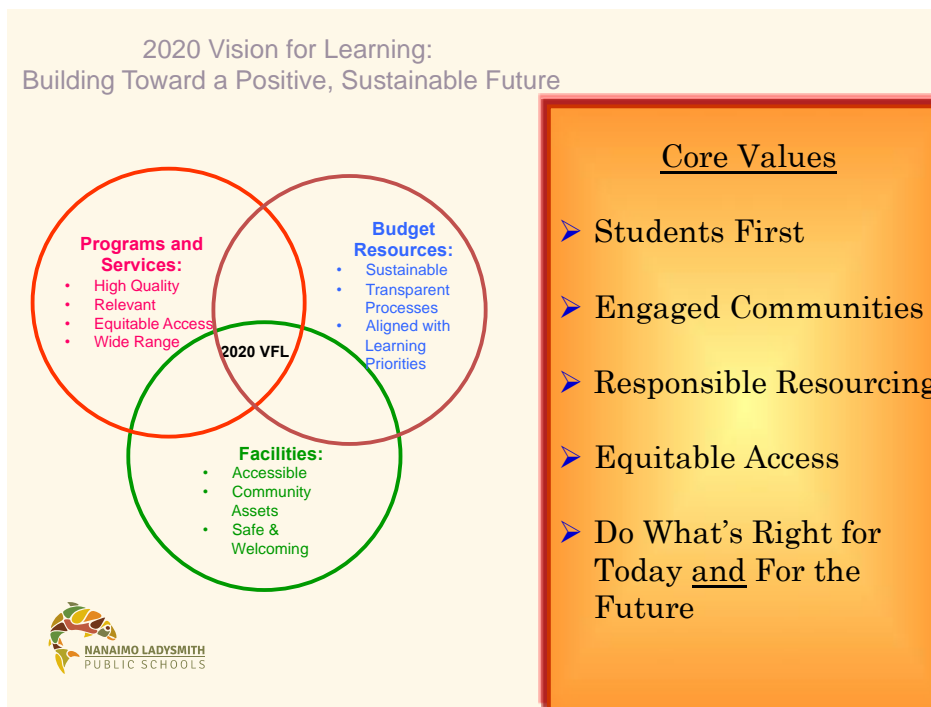 2020 Vision for Learning:
Building Toward a Positive, Sustainable Future
Programs and
Services:
• High Quality
• Relevant
• Equitable Access
• Wide Range
Budget
Resources:
• Sustainable
• Transparent
Processes
• Aligned with
Learning
Priorities
2020 VFL
Facilities:
• Accessible
• Community
Assets
• Safe &
Welcoming
NANAIMO LADYSMITH
PUBLIC SCHOOLS
Core Values
➢ Students First
➢ Engaged Communities
➢ Responsible Resourcing
➢ Equitable Access
➢ Do What’s Right for
Today and For the
Future